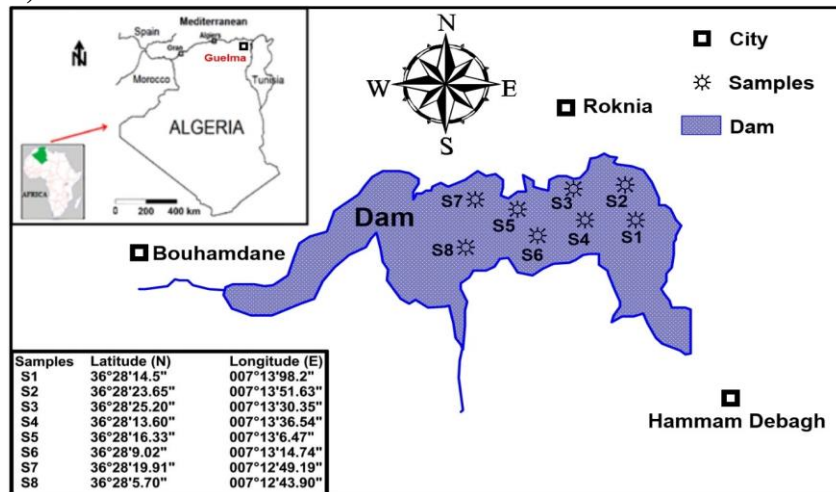 Mediterranean
Spain
Algiers
Oran
Guelma
N
Morocco
Tunisia
ALGERIA
AFRICA
0 200 400 km
N
W E
S
City
Samples
Dam
Roknia
Bouhamdane
Hammam Debagh
Dam
S7
S5
S3
S2
S8
S6
S4
S1
Samples Latitude (N) Longitude (E)
S1 36°28'14.5" 007°13'98.2"
S2 36°28'23.65" 007°13'51.63"
S3 36°28'25.20" 007°13'30.35"
S4 36°28'13.60" 007°13'36.54"
S5 36°28'16.33" 007°13'6.47"
S6 36°28'9.02" 007°13'14.74"
S7 36°28'19.91" 007°12'49.19"
S8 36°28'5.70" 007°12'43.90"